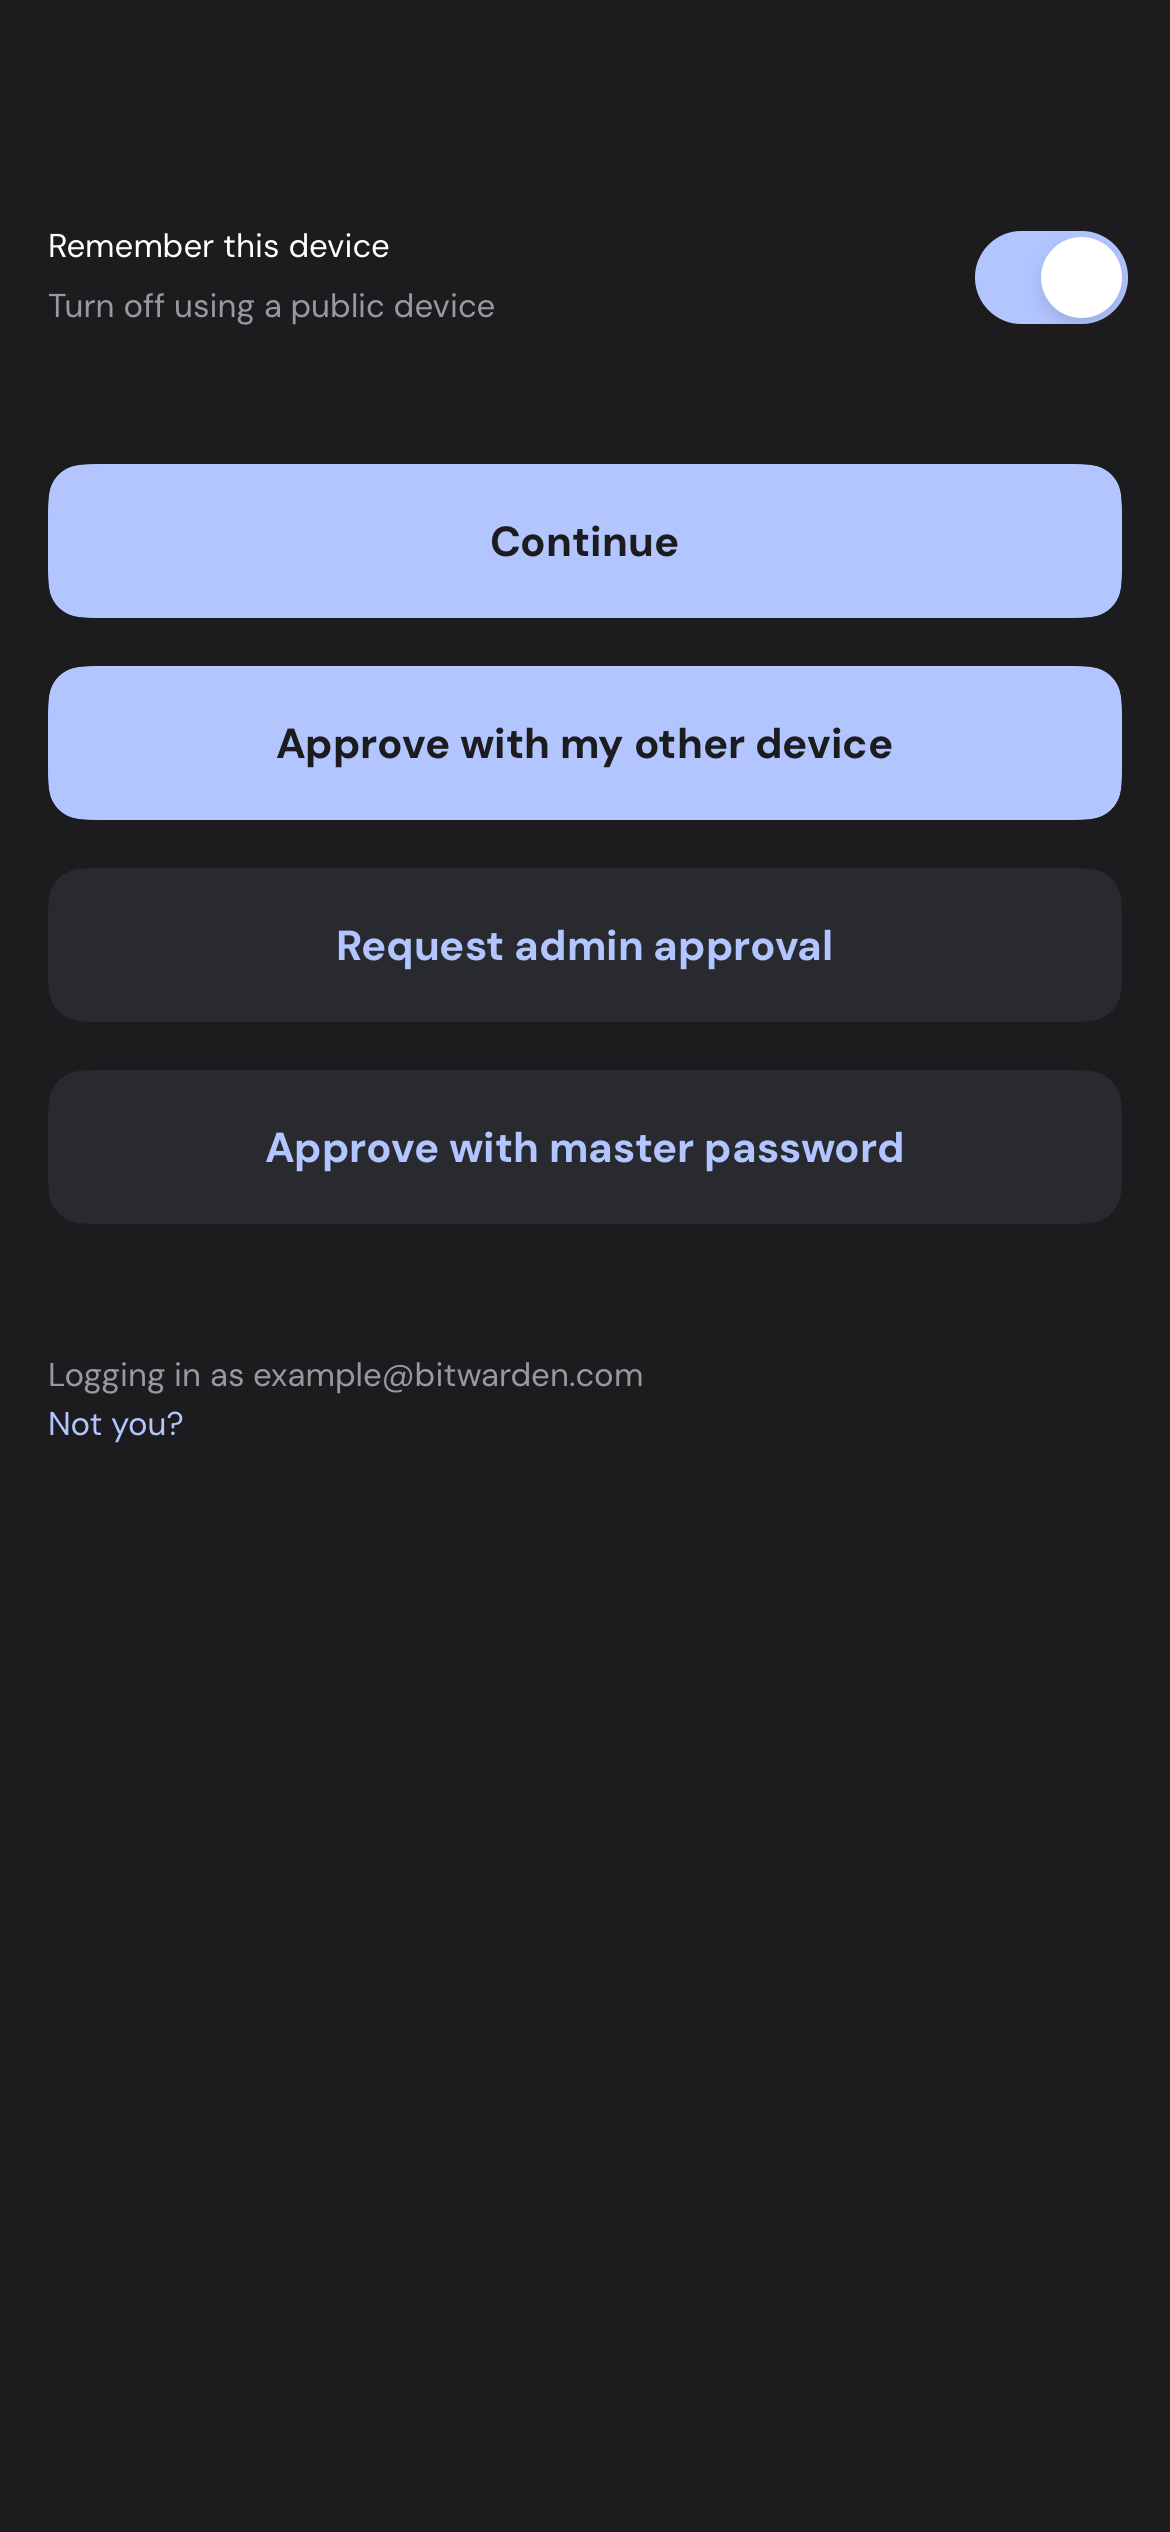 Remember this device
Turn off using a public device
Continue
Approve with my other device
Request admin approval
Approve with master password
Logging in as example@bitwarden.com
Not you?